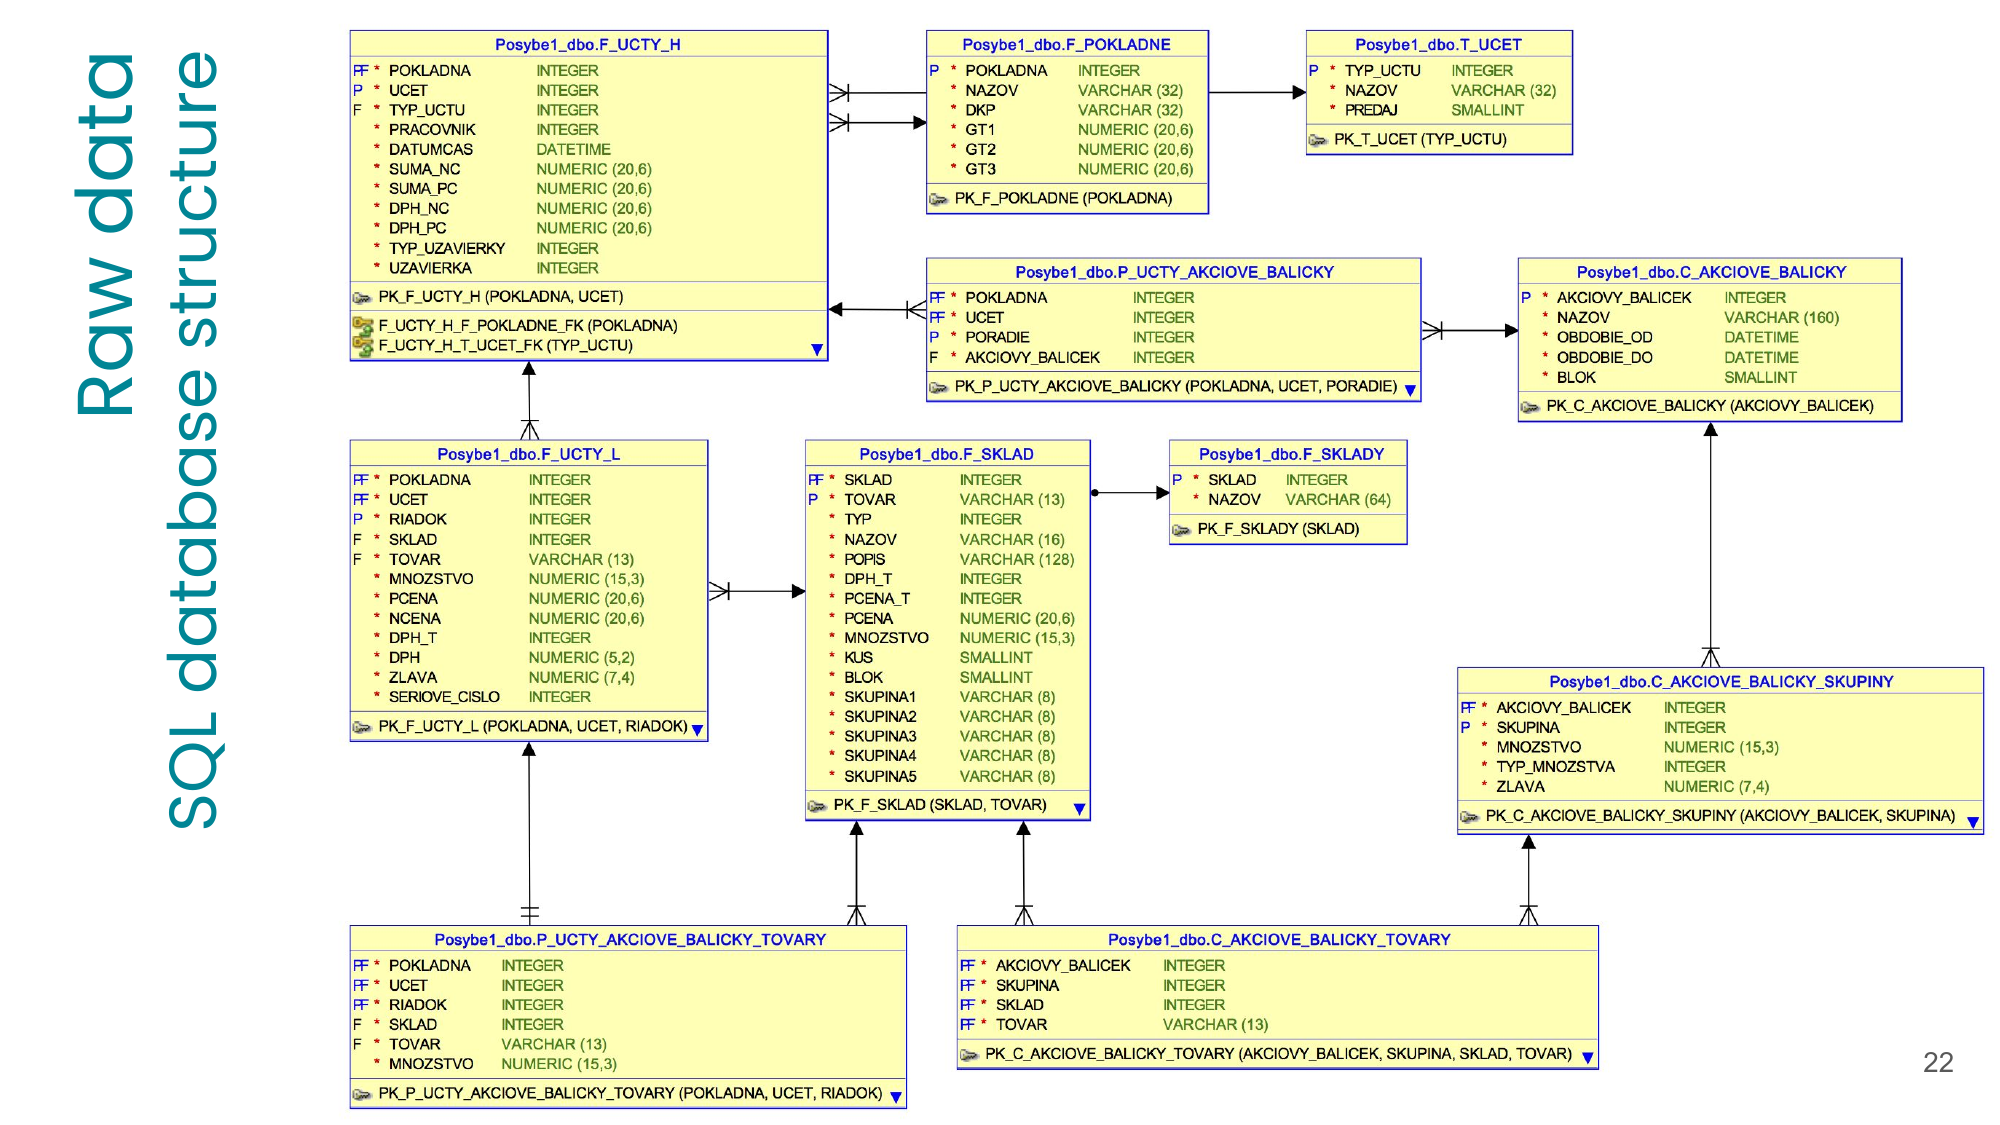 Raw data
SQL database structure
Posybe1_dbo.F_UCTY_H
PF * POKLADNA INTEGER
P * UCET INTEGER
F * TYP_UCTU INTEGER
* PRACOVNIK INTEGER
* DATUMCAS DATETIME
* SUMA_NC NUMERIC (20,6)
* SUMA_PC NUMERIC (20,6)
* DPH_NC NUMERIC (20,6)
* DPH_PC NUMERIC (20,6)
* TYP_UZAVIERKY INTEGER
* UZAVIERKA INTEGER
PK_F_UCTY_H (POKLADNA, UCET)
F_UCTY_H_F_POKLADNE_FK (POKLADNA)
F_UCTY_H_T_UCET_FK (TYP_UCTU)
Posybe1_dbo.F_POKLADNE
P * POKLADNA INTEGER
* NAZOV VARCHAR (32)
* DKP VARCHAR (32)
* GT1 NUMERIC (20,6)
* GT2 NUMERIC (20,6)
* GT3 NUMERIC (20,6)
PK_F_POKLADNE (POKLADNA)
Posybe1_dbo.T_UCET
P * TYP_UCTU INTEGER
* NAZOV VARCHAR (32)
* PREDAJ SMALLINT
PK_T_UCET (TYP_UCTU)
Posybe1_dbo.P_UCTY_AKCIOVE_BALICKY
PF * POKLADNA INTEGER
PF * UCET INTEGER
P * PORADIE INTEGER
F * AKCIOVY_BALICEK INTEGER
PK_P_UCTY_AKCIOVE_BALICKY (POKLADNA, UCET, PORADIE)
Posybe1_dbo.C_AKCIOVE_BALICKY
P * AKCIOVY_BALICEK INTEGER
* NAZOV VARCHAR (160)
* OBDOBIE_OD DATETIME
* OBDOBIE_DO DATETIME
* BLOK SMALLINT
PK_C_AKCIOVE_BALICKY (AKCIOVY_BALICEK)
Posybe1_dbo.F_UCTY_L
PF * POKLADNA INTEGER
PF * UCET INTEGER
P * RIADOK INTEGER
F * SKLAD INTEGER
F * TOVAR VARCHAR (13)
* MNOZSTVO NUMERIC (15,3)
* PCENA NUMERIC (20,6)
* NCENA NUMERIC (20,6)
* DPH_T INTEGER
* DPH NUMERIC (5,2)
* ZLAVA NUMERIC (7,4)
* SERIOVE_CISLO INTEGER
PK_F_UCTY_L (POKLADNA, UCET, RIADOK)
Posybe1_dbo.F_SKLAD
PF * SKLAD INTEGER
P * TOVAR VARCHAR (13)
* TYP INTEGER
* NAZOV VARCHAR (16)
* POPIS VARCHAR (128)
* DPH_T INTEGER
* PCENA_T INTEGER
* PCENA NUMERIC (20,6)
* MNOZSTVO NUMERIC (15,3)
* KUS SMALLINT
* BLOK SMALLINT
* SKUPINA1 VARCHAR (8)
* SKUPINA2 VARCHAR (8)
* SKUPINA3 VARCHAR (8)
* SKUPINA4 VARCHAR (8)
* SKUPINA5 VARCHAR (8)
PK_F_SKLAD (SKLAD, TOVAR)
Posybe1_dbo.F_SKLADY
P * SKLAD INTEGER
* NAZOV VARCHAR (64)
PK_F_SKLADY (SKLAD)
Posybe1_dbo.C_AKCIOVE_BALICKY_SKUPINY
PF * AKCIOVY_BALICEK INTEGER
P * SKUPINA INTEGER
* MNOZSTVO NUMERIC (15,3)
* TYP_MNOZSTVA INTEGER
* ZLAVA NUMERIC (7,4)
PK_C_AKCIOVE_BALICKY_SKUPINY (AKCIOVY_BALICEK, SKUPINA)
Posybe1_dbo.P_UCTY_AKCIOVE_BALICKY_TOVARY
PF * POKLADNA INTEGER
PF * UCET INTEGER
PF * RIADOK INTEGER
F * SKLAD INTEGER
F * TOVAR VARCHAR (13)
* MNOZSTVO NUMERIC (15,3)
PK_P_UCTY_AKCIOVE_BALICKY_TOVARY (POKLADNA, UCET, RIADOK)
Posybe1_dbo.C_AKCIOVE_BALICKY_TOVARY
PF * AKCIOVY_BALICEK INTEGER
PF * SKUPINA INTEGER
PF * SKLAD INTEGER
PF * TOVAR VARCHAR (13)
PK_C_AKCIOVE_BALICKY_TOVARY (AKCIOVY_BALICEK, SKUPINA, SKLAD, TOVAR)
22